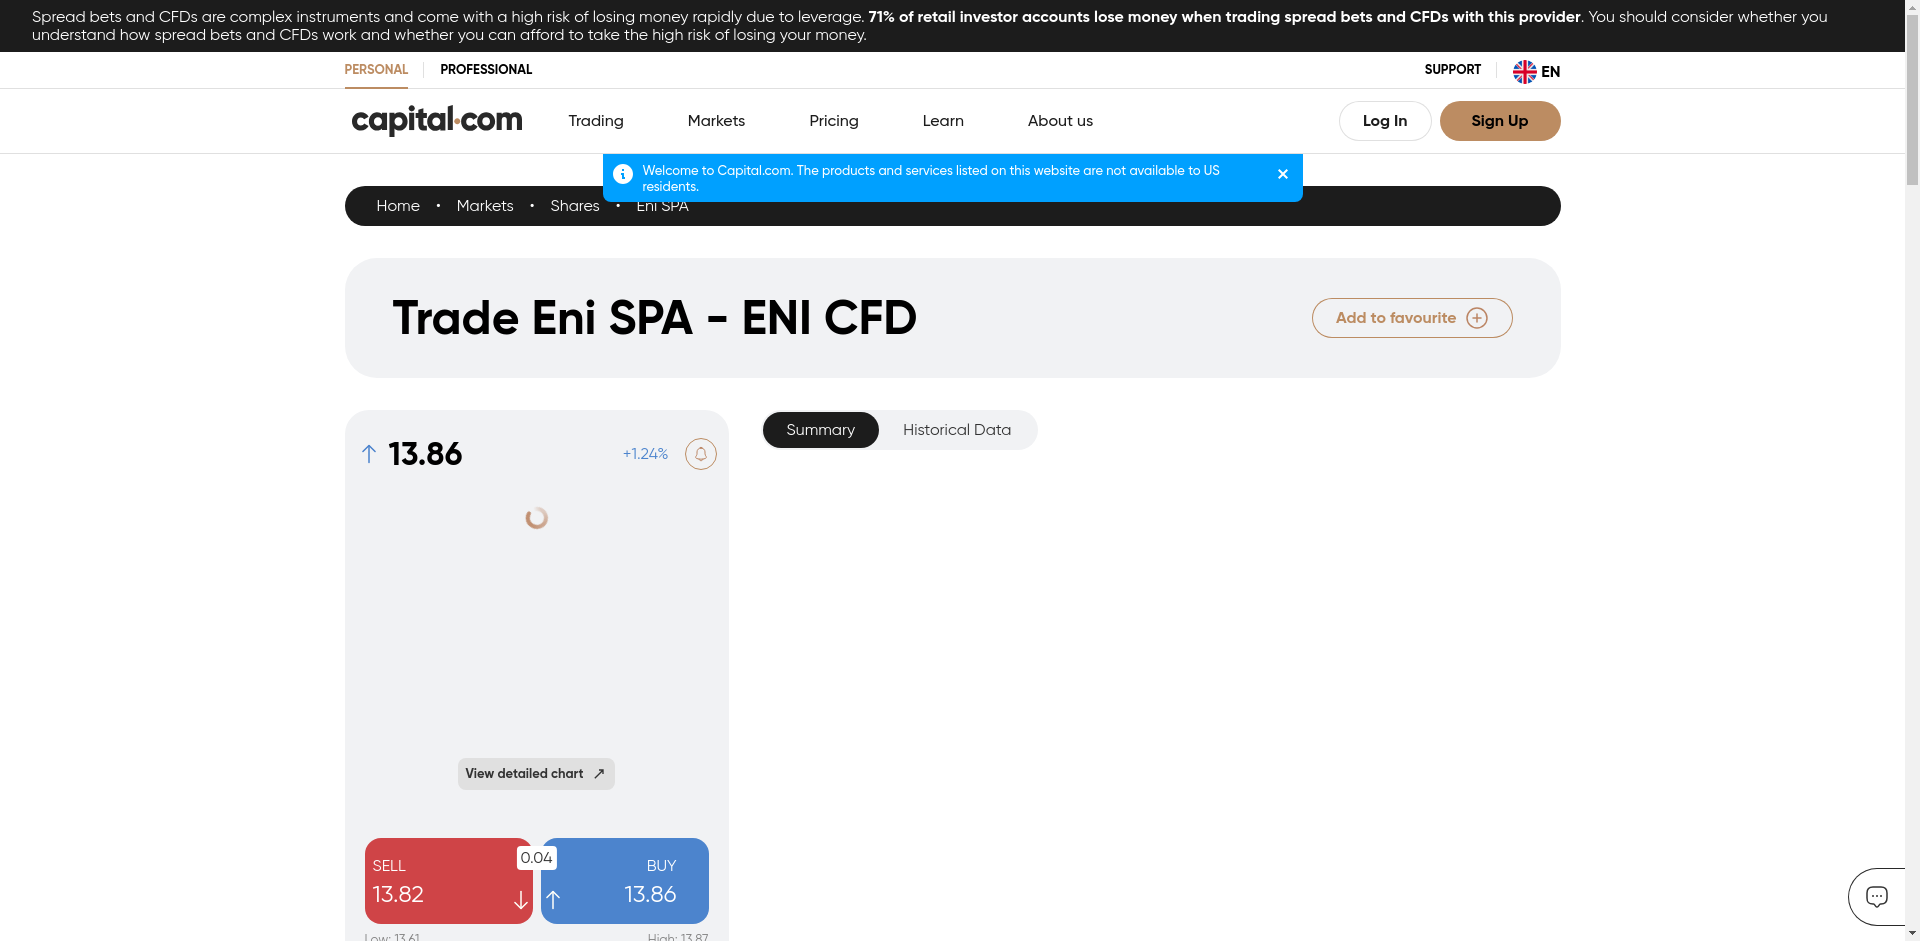 Spread bets and CFDs are complex instruments and come with a high risk of losing money rapidly due to leverage. 71% of retail investor accounts lose money when trading spread bets and CFDs with this provider. You should consider whether you
understand how spread bets and CFDs work and whether you can afford to take the high risk of losing your money.
PERSONAL PROFESSIONAL SUPPORT EN
capital.com Trading Markets Pricing Learn About us Log In Sign Up
Welcome to Capital.com. The products and services listed on this website are not available to US
residents.
Home • Markets • Shares • Eni SPA
Trade Eni SPA - ENI CFD Add to favourite
Summary Historical Data
13.86 +1.24%
View detailed chart
0.04
SELL BUY
13.82 13.86
Low: 13.61 High: 13.87